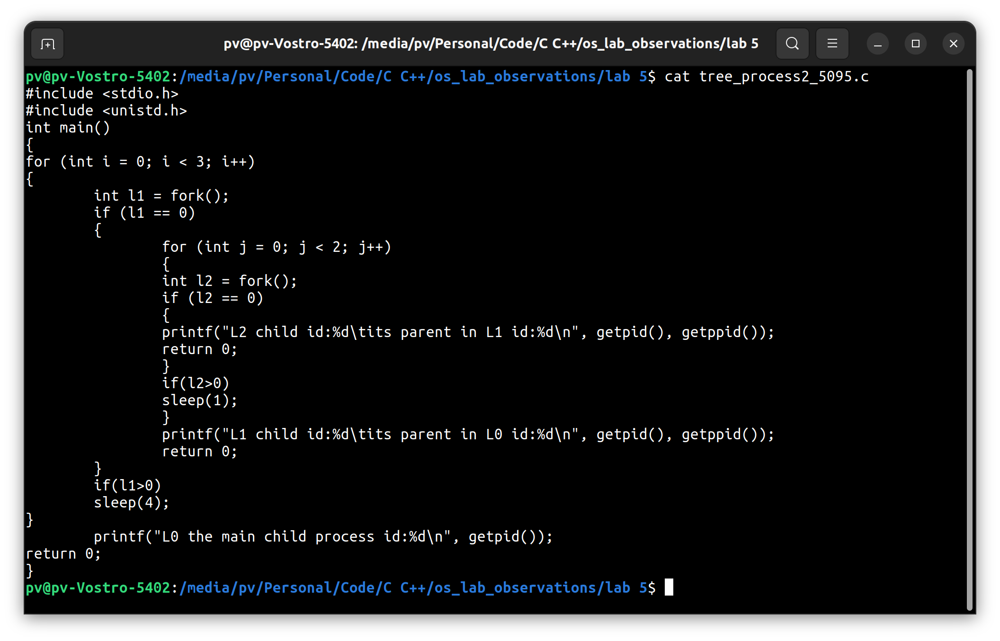 pv@pv-Vostro-5402: /media/pv/Personal/Code/C C++/os_lab_observations/lab 5
pv@pv-Vostro-5402:/media/pv/Personal/Code/C C++/os_lab_observations/lab 5$ cat tree_process2_5095.c
#include <stdio.h>
#include <unistd.h>
int main()
{
for (int i = 0; i < 3; i++)
{
        int l1 = fork();
        if (l1 == 0)
        {
                for (int j = 0; j < 2; j++)
                {
                int l2 = fork();
                if (l2 == 0)
                {
                printf("L2 child id:%d\tits parent in L1 id:%d\n", getpid(), getppid());
                return 0;
                }
                if(l2>0)
                sleep(1);
                }
                printf("L1 child id:%d\tits parent in L0 id:%d\n", getpid(), getppid());
                return 0;
        }
        if(l1>0)
        sleep(4);
}
        printf("L0 the main child process id:%d\n", getpid());
return 0;
}
pv@pv-Vostro-5402:/media/pv/Personal/Code/C C++/os_lab_observations/lab 5$